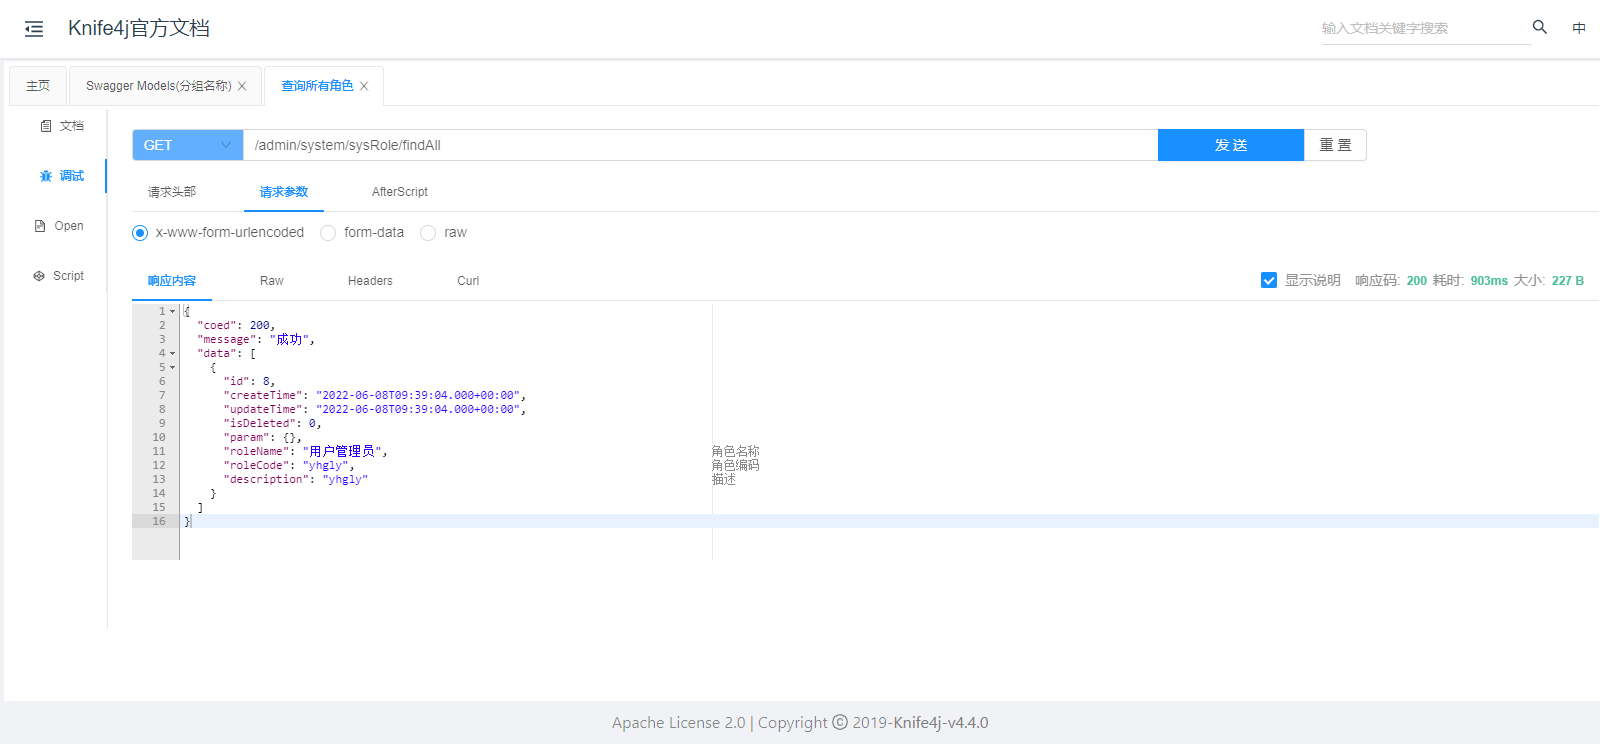 Knife4j官方文档
输入文档关键字搜索
中
主页
Swagger Models(分组名称)
查询所有角色
文档
调试
Open
Script
GET
/admin/system/sysRole/findAll
发 送
重 置
请求头部
请求参数
AfterScript
x-www-form-urlencoded
form-data
raw
响应内容
Raw
Headers
Curl
显示说明
响应码: 200 耗时: 903ms 大小: 227 B
1 {
2 "coed": 200,
3 "message": "成功",
4 "data": [
5 {
6 "id": 8,
7 "createTime": "2022-06-08T09:39:04.000+00:00",
8 "updateTime": "2022-06-08T09:39:04.000+00:00",
9 "isDeleted": 0,
10 "param": {},
11 "roleName": "用户管理员", 角色名称
12 "roleCode": "yhgly", 角色编码
13 "description": "yhgly" 描述
14 }
15 ]
16 }
Apache License 2.0 | Copyright © 2019-Knife4j-v4.4.0